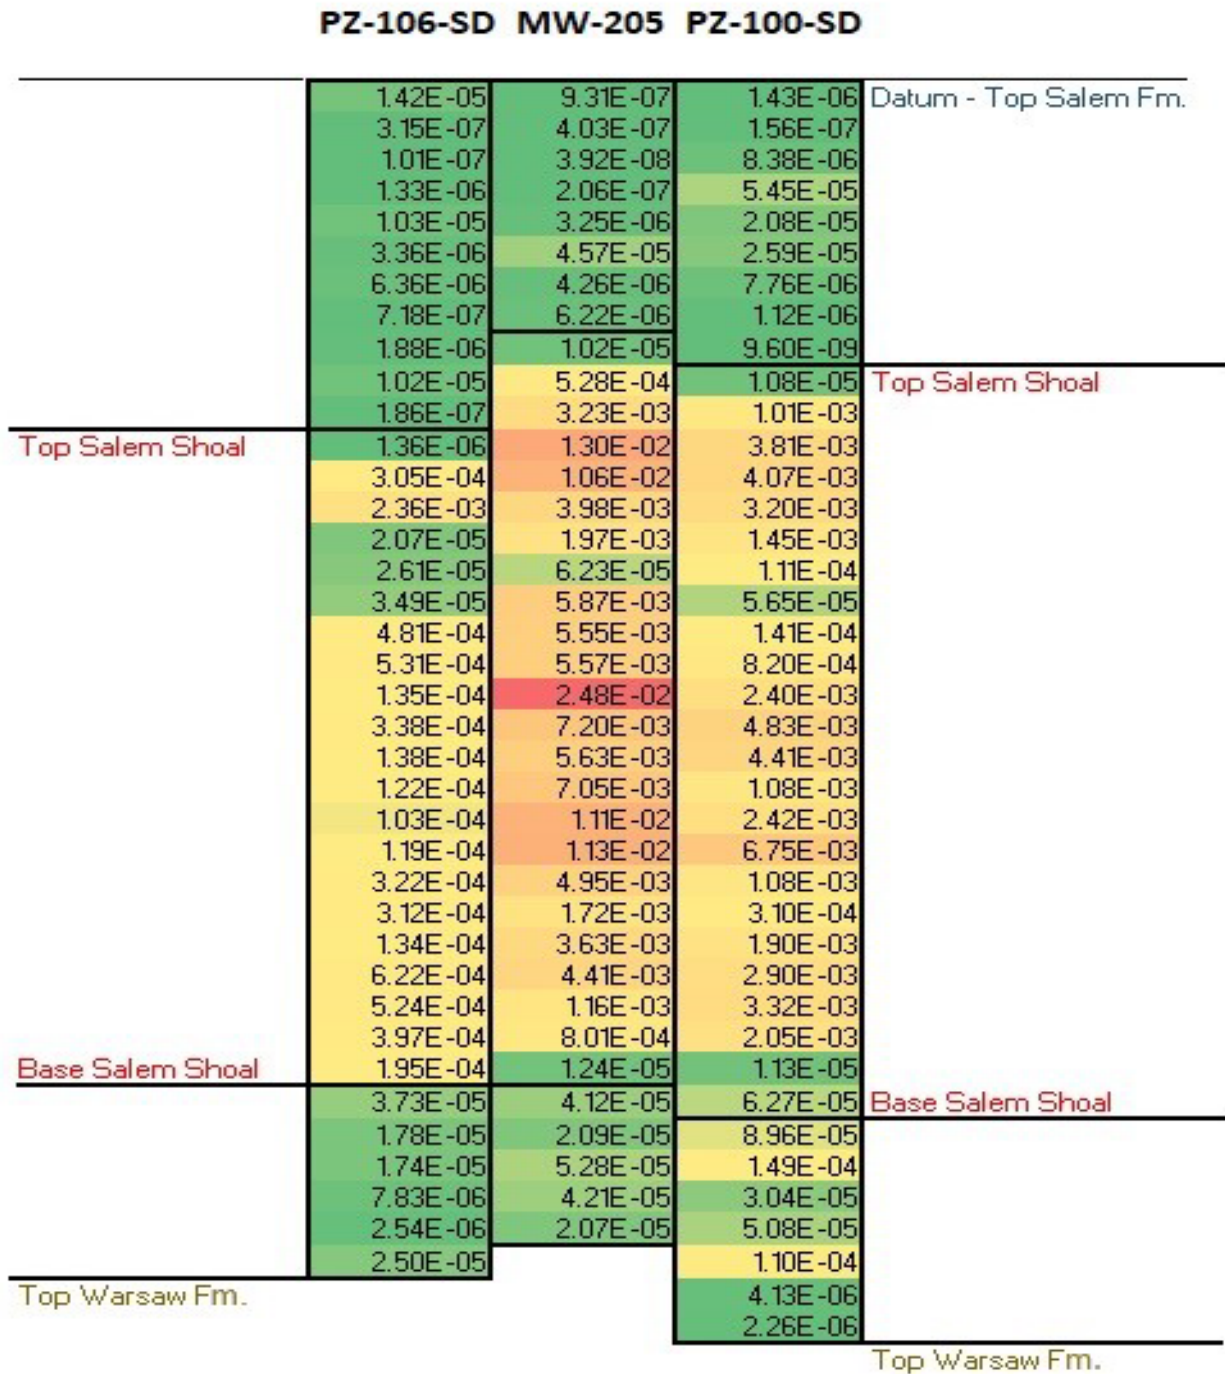 PZ-106-SD MW-205 PZ-100-SD
1.42E-05 9.31E-07 1.43E-06 Datum - Top Salem Fm.
3.15E-07 4.03E-07 1.56E-07
1.01E-07 3.92E-08 8.38E-06
1.33E-06 2.06E-07 5.45E-05
1.03E-05 3.25E-06 2.08E-05
3.36E-06 4.57E-05 2.59E-05
6.36E-06 4.26E-06 7.76E-06
7.18E-07 6.22E-06 1.12E-06
1.88E-06 1.02E-05 9.60E-09
1.02E-05 5.28E-04 1.08E-05 Top Salem Shoal
1.86E-07 3.23E-03 1.01E-03
Top Salem Shoal 1.36E-06 1.30E-02 3.81E-03
3.05E-04 1.06E-02 4.07E-03
2.36E-03 3.98E-03 3.20E-03
2.07E-05 1.97E-03 1.45E-03
2.61E-05 6.23E-05 1.11E-04
3.49E-05 5.87E-03 5.65E-05
4.81E-04 5.55E-03 1.41E-04
5.31E-04 5.57E-03 8.20E-04
1.35E-04 2.48E-02 2.40E-03
3.38E-04 7.20E-03 4.83E-03
1.38E-04 5.63E-03 4.41E-03
1.22E-04 7.05E-03 1.08E-03
1.03E-04 1.11E-02 2.42E-03
1.19E-04 1.13E-02 6.75E-03
3.22E-04 4.95E-03 1.08E-03
3.12E-04 1.72E-03 3.10E-04
1.34E-04 3.63E-03 1.90E-03
6.22E-04 4.41E-03 2.90E-03
5.24E-04 1.16E-03 3.32E-03
3.97E-04 8.01E-04 2.05E-03
Base Salem Shoal 1.95E-04 1.24E-05 1.13E-05
3.73E-05 4.12E-05 6.27E-05 Base Salem Shoal
1.78E-05 2.09E-05 8.96E-05
1.74E-05 5.28E-05 1.49E-04
7.83E-06 4.21E-05 3.04E-05
2.54E-06 2.07E-05 5.08E-05
2.50E-05 1.10E-04
Top Warsaw Fm. 4.13E-06
2.26E-06
Top Warsaw Fm.